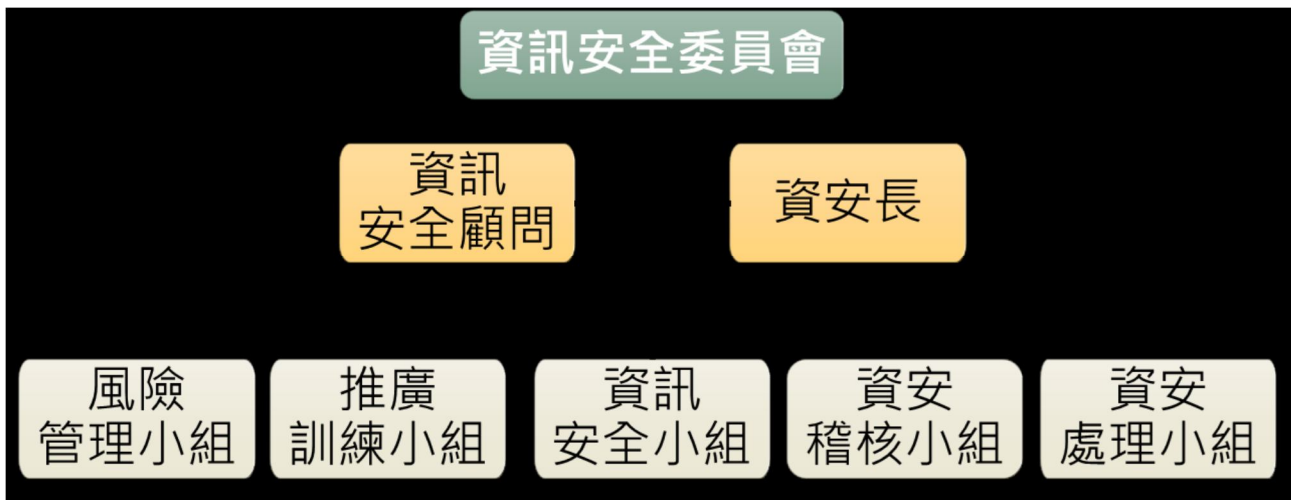 資訊安全委員會
資訊
安全顧問
資安長
風險
管理小組
推廣
訓練小組
資訊
安全小組
資安
稽核小組
資安
處理小組